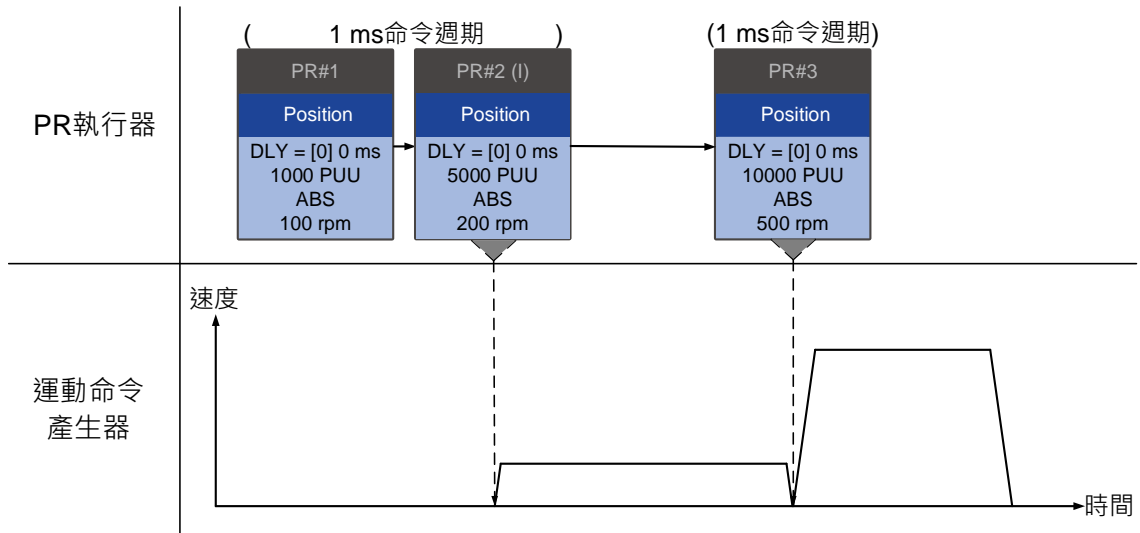 ( 1 ms命令週期 )
(1 ms命令週期)
PR執行器
PR#1
Position
DLY = [0] 0 ms
1000 PUU
ABS
100 rpm
PR#2 (I)
Position
DLY = [0] 0 ms
5000 PUU
ABS
200 rpm
PR#3
Position
DLY = [0] 0 ms
10000 PUU
ABS
500 rpm
運動命令
產生器
速度
時間